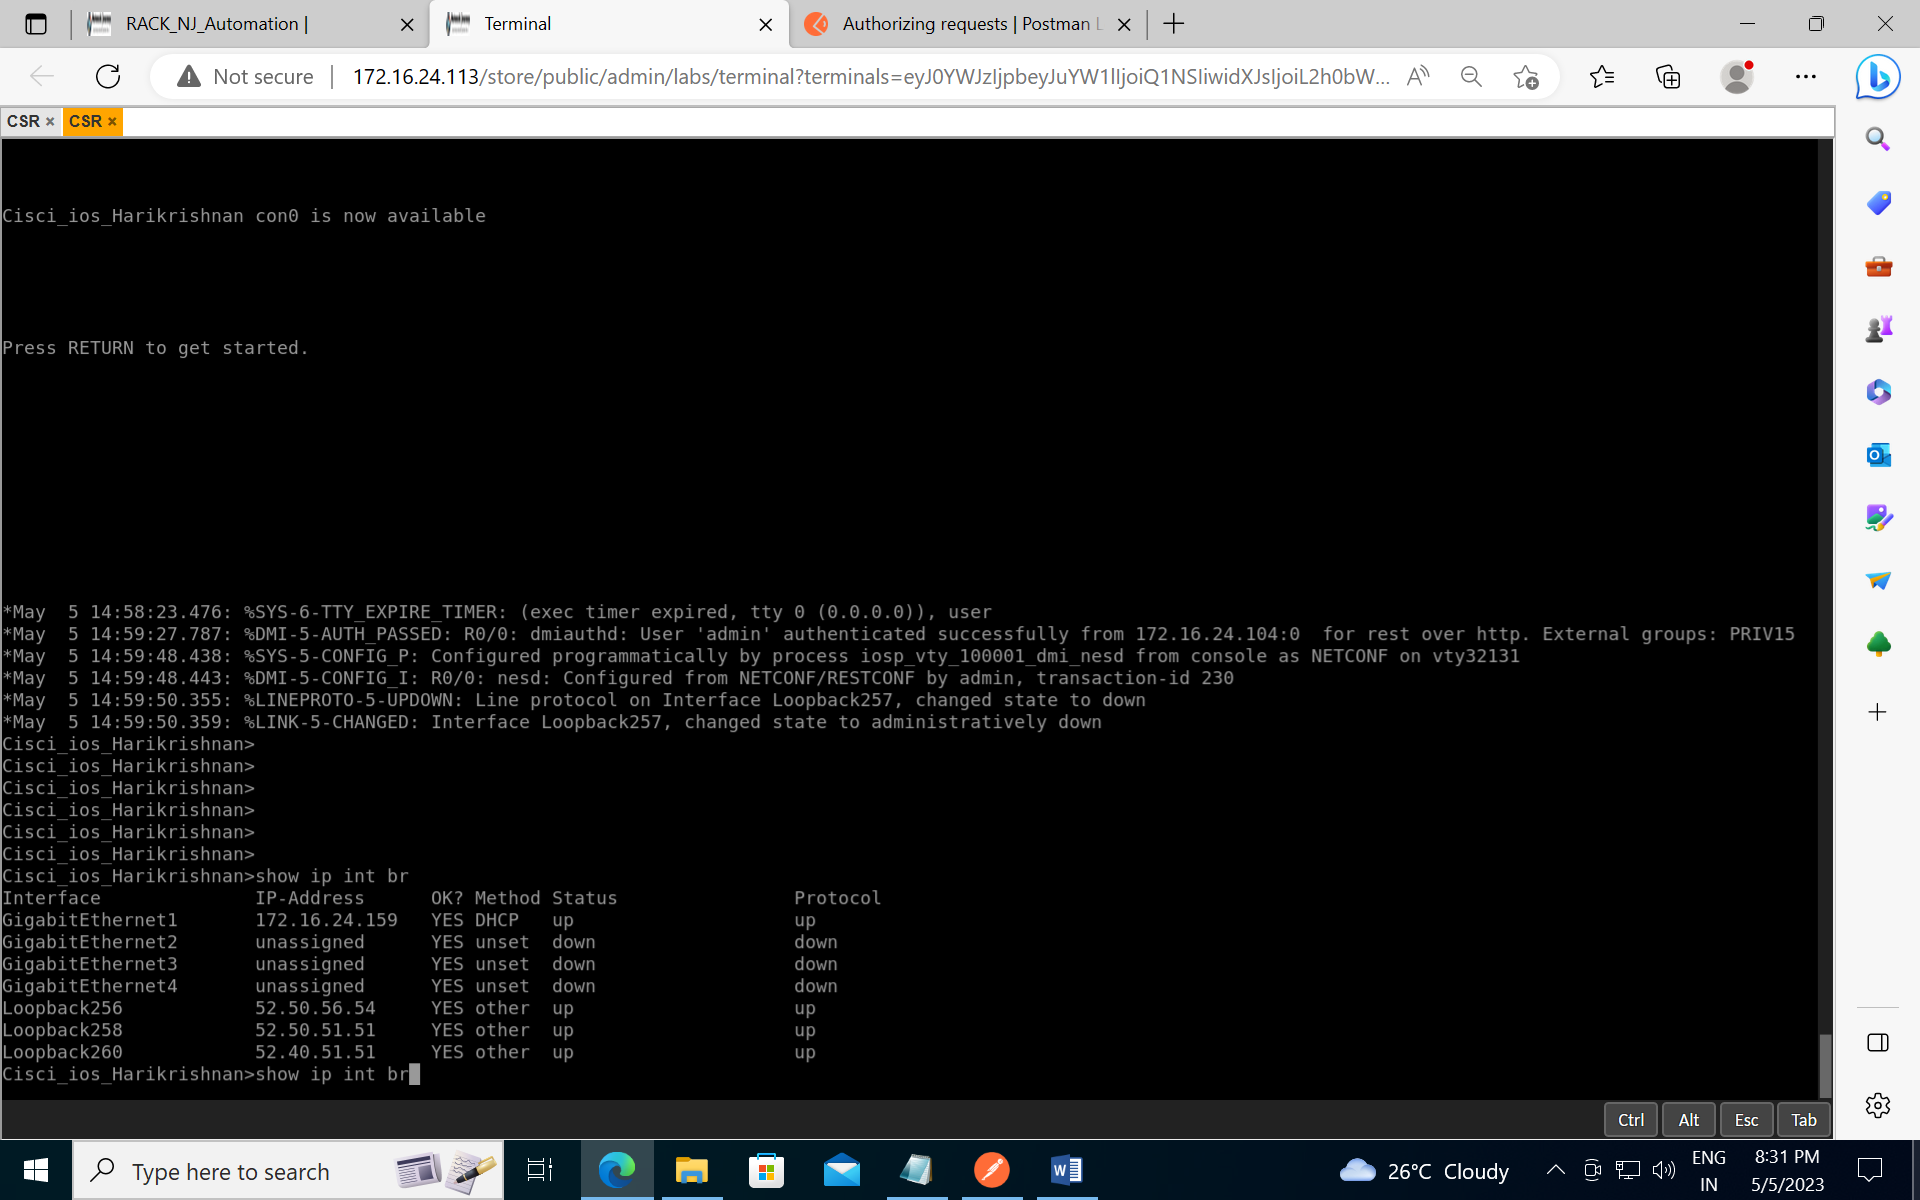 RACK_NJ_Automation |
Terminal
Authorizing requests | Postman L
Not secure
172.16.24.113/store/public/admin/labs/terminal?terminals=eyJ0YWJzIjpbeyJuYW1lIjoiQ1NSIiwidXJsIjoiL2h0bW...
CSR
CSR
Cisci_ios_Harikrishnan con0 is now available
Press RETURN to get started.
*May  5 14:58:23.476: %SYS-6-TTY_EXPIRE_TIMER: (exec timer expired, tty 0 (0.0.0.0)), user
*May  5 14:59:27.787: %DMI-5-AUTH_PASSED: R0/0: dmiauthd: User 'admin' authenticated successfully from 172.16.24.104:0  for rest over http. External groups: PRIV15
*May  5 14:59:48.438: %SYS-5-CONFIG_P: Configured programmatically by process iosp_vty_100001_dmi_nesd from console as NETCONF on vty32131
*May  5 14:59:48.443: %DMI-5-CONFIG_I: R0/0: nesd: Configured from NETCONF/RESTCONF by admin, transaction-id 230
*May  5 14:59:50.355: %LINEPROTO-5-UPDOWN: Line protocol on Interface Loopback257, changed state to down
*May  5 14:59:50.359: %LINK-5-CHANGED: Interface Loopback257, changed state to administratively down
Cisci_ios_Harikrishnan>
Cisci_ios_Harikrishnan>
Cisci_ios_Harikrishnan>
Cisci_ios_Harikrishnan>
Cisci_ios_Harikrishnan>
Cisci_ios_Harikrishnan>
Cisci_ios_Harikrishnan>show ip int br
Interface              IP-Address      OK? Method Status                Protocol
GigabitEthernet1       172.16.24.159   YES DHCP   up                    up
GigabitEthernet2       unassigned      YES unset  down                  down
GigabitEthernet3       unassigned      YES unset  down                  down
GigabitEthernet4       unassigned      YES unset  down                  down
Loopback256            52.50.56.54     YES other  up                    up
Loopback258            52.50.51.51     YES other  up                    up
Loopback260            52.40.51.51     YES other  up                    up
Cisci_ios_Harikrishnan>show ip int br
Ctrl
Alt
Esc
Tab
Type here to search
26°C Cloudy
ENG
IN
8:31 PM
5/5/2023